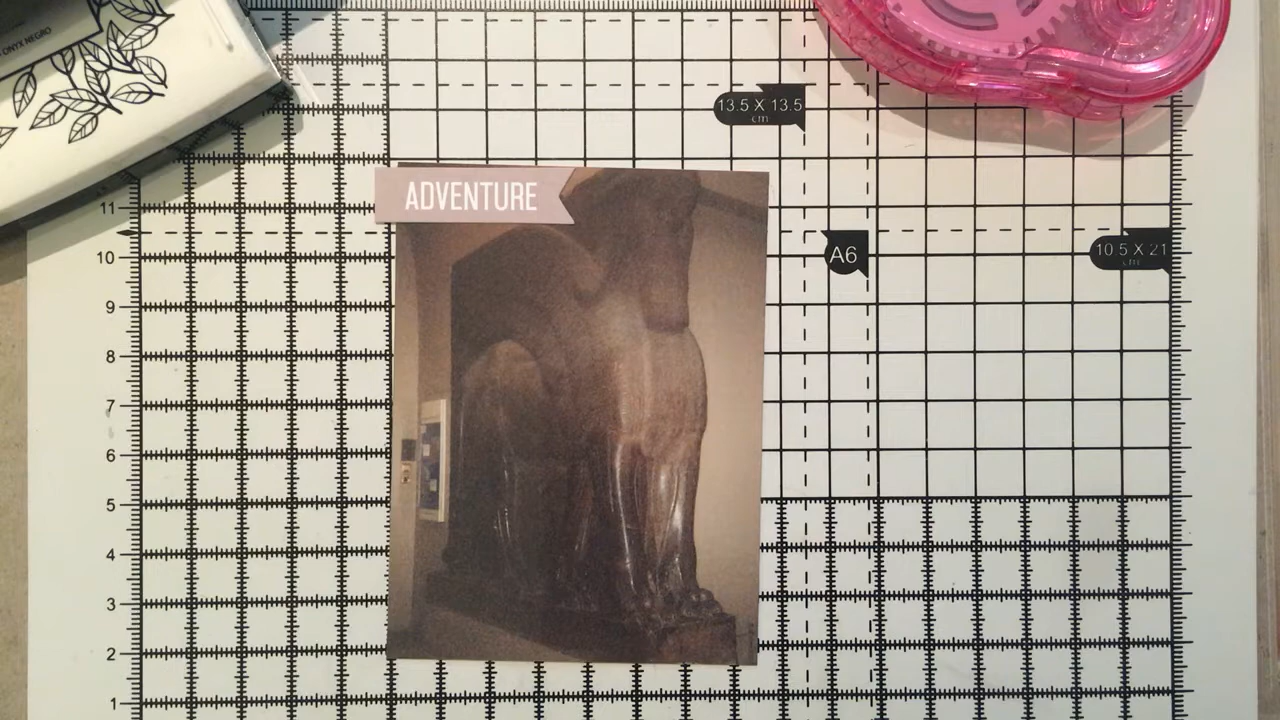 ONYX NEGRO
13.5 X 13.5
cm
ADVENTURE
A6
10.5 X 21
cm
11
10
9
8
7
6
5
4
3
2
1